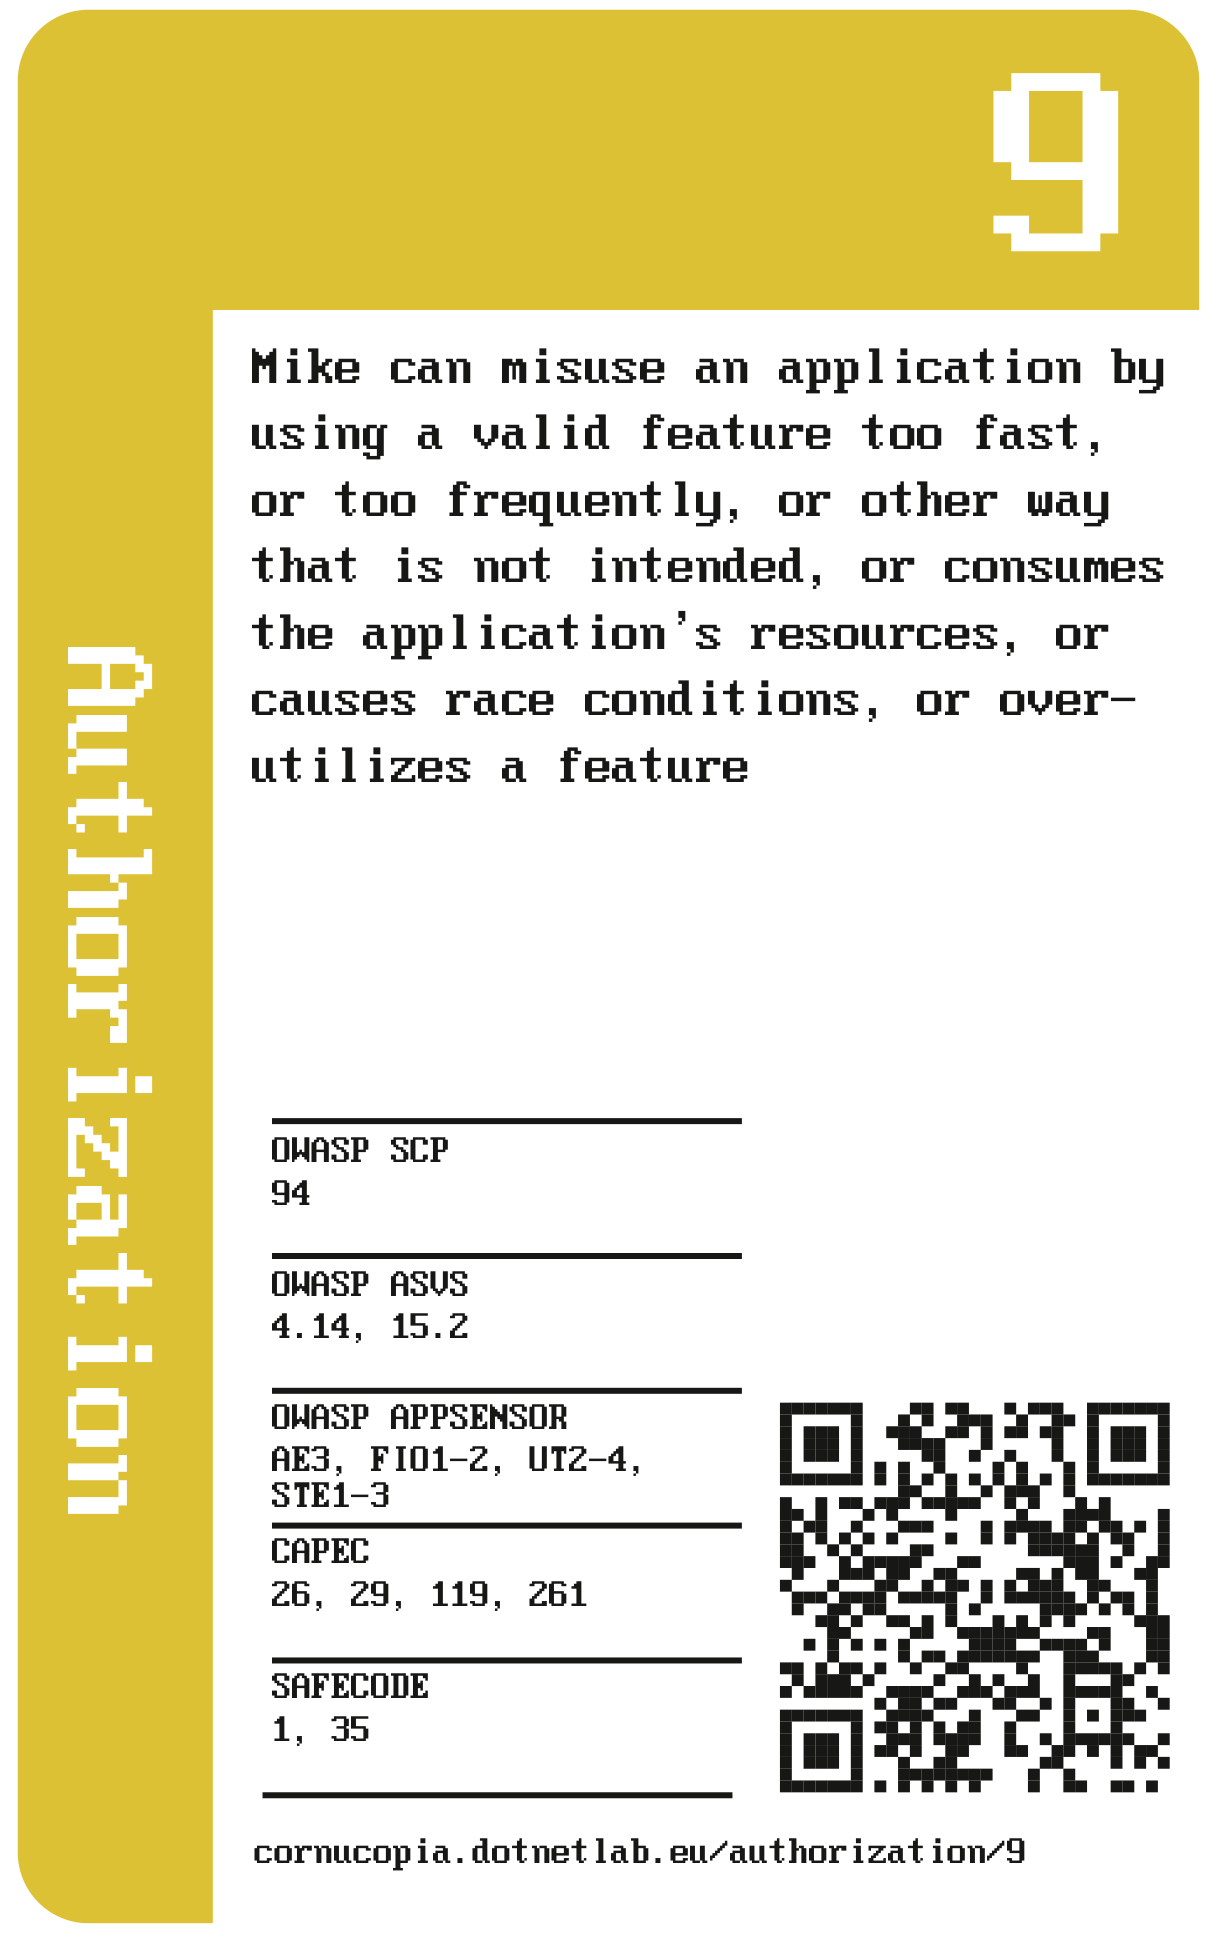 9
Authorization
Mike can misuse an application by
using a valid feature too fast,
or too frequently, or other way
that is not intended, or consumes
the application's resources, or
causes race conditions, or over-
utilizes a feature
OWASP SCP
94
OWASP ASVS
4.14, 15.2
OWASP APPSENSOR
AE3, FIO1-2, UT2-4,
STE1-3
CAPEC
26, 29, 119, 261
SAFECODE
1, 35
cornucopia.dotnetlab.eu/authorization/9